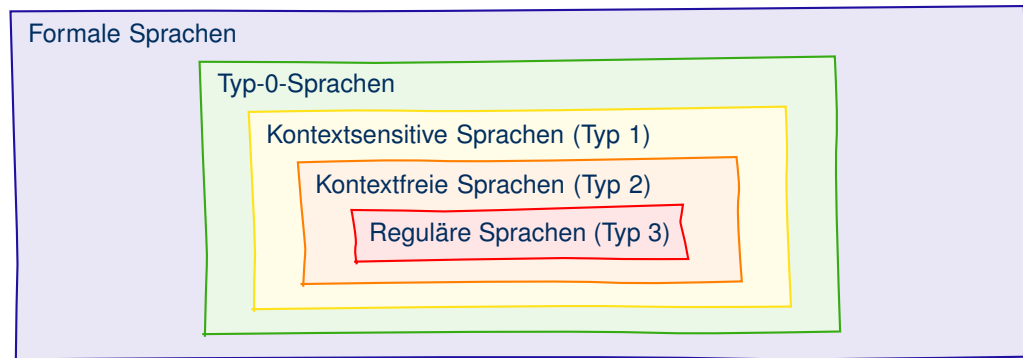 Formale Sprachen
Typ-0-Sprachen
Kontextsensitive Sprachen (Typ 1)
Kontextfreie Sprachen (Typ 2)
Reguläre Sprachen (Typ 3)